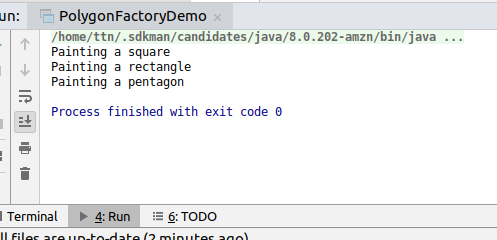 un: PolygonFactoryDemo ×
/home/ttn/.sdkman/candidates/java/8.0.202-amzn/bin/java ...
Painting a square
Painting a rectangle
Painting a pentagon
Process finished with exit code 0
Terminal 4: Run 6: TODO
ll files are up-to-date (2 minutes ago)